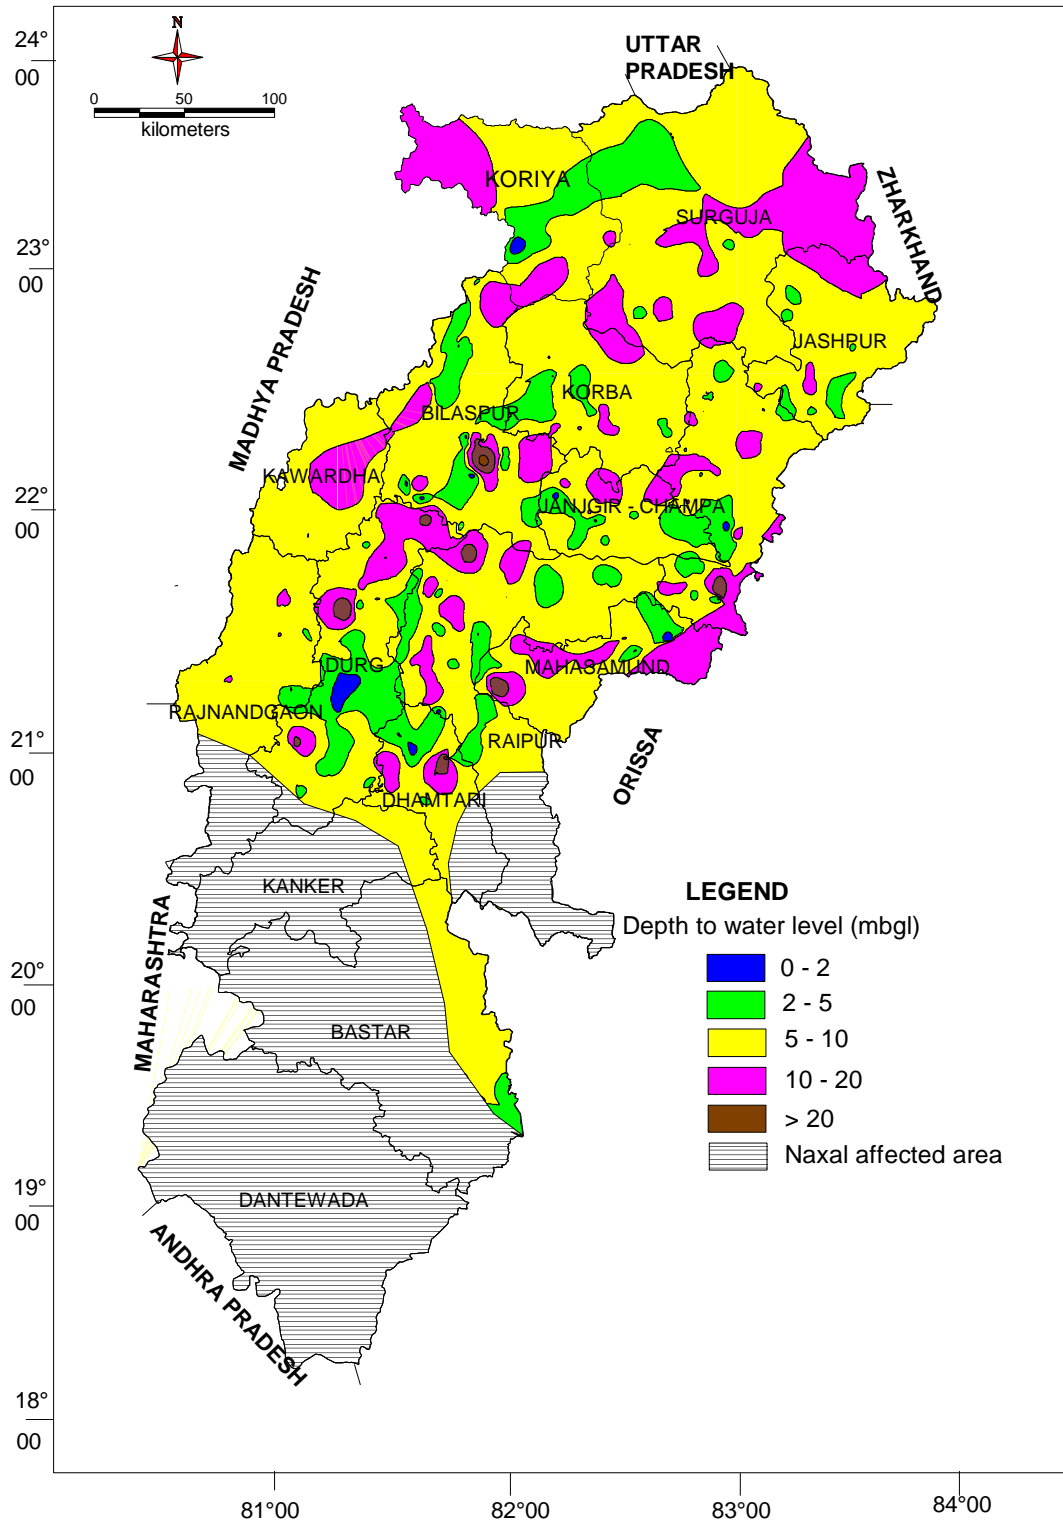 N
0 50 100
kilometers
24°
00
23°
00
22°
00
21°
00
20°
00
19°
00
18°
00
UTTAR
PRADESH
ZHARKHAND
MADHYA PRADESH
ORISSA
MAHARASHTRA
ANDHRA PRADESH
KORIYA
SURGUJA
JASHPUR
KORBA
BILASPUR
KAWARDHA
JANJGIR - CHAMPA
DURG
MAHASAMUND
RAJNANDGAON
RAIPUR
DHAMTARI
KANKER
BASTAR
DANTEWADA
LEGEND
Depth to water level (mbgl)
0 - 2
2 - 5
5 - 10
10 - 20
> 20
Naxal affected area
81°00
82°00
83°00
84°00